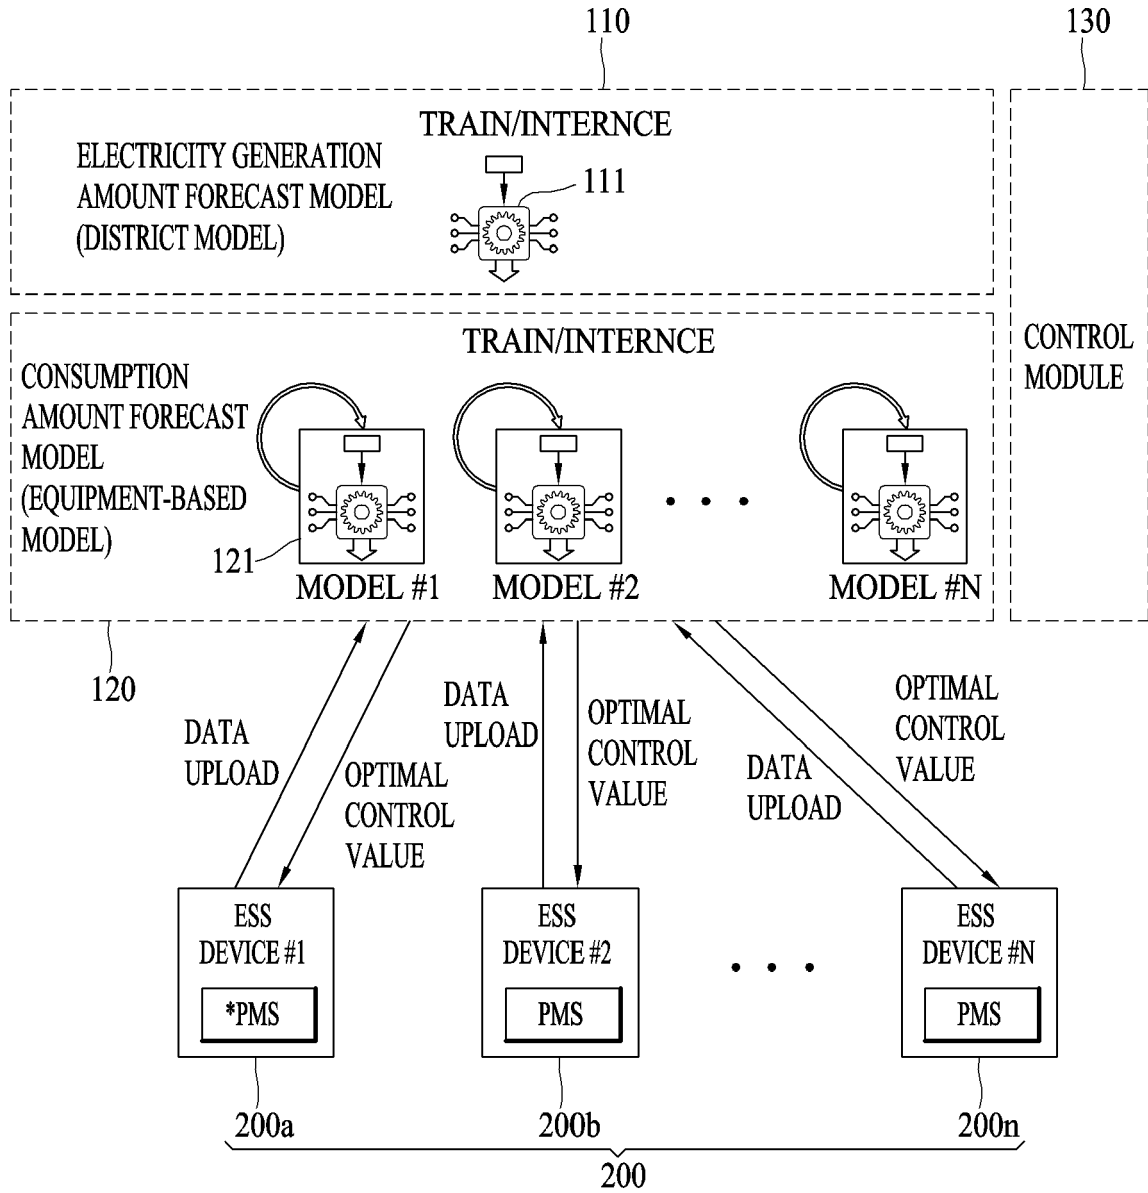 110
130
TRAIN/INTERNCE
ELECTRICITY GENERATION
AMOUNT FORECAST MODEL
(DISTRICT MODEL)
111
TRAIN/INTERNCE
CONTROL
MODULE
CONSUMPTION
AMOUNT FORECAST
MODEL
(EQUIPMENT-BASED
MODEL)
121
MODEL #1
MODEL #2
MODEL #N
120
DATA
UPLOAD
OPTIMAL
CONTROL
VALUE
DATA
UPLOAD
OPTIMAL
CONTROL
VALUE
DATA
UPLOAD
OPTIMAL
CONTROL
VALUE
ESS
DEVICE #1
*PMS
ESS
DEVICE #2
PMS
ESS
DEVICE #N
PMS
200a
200b
200n
200